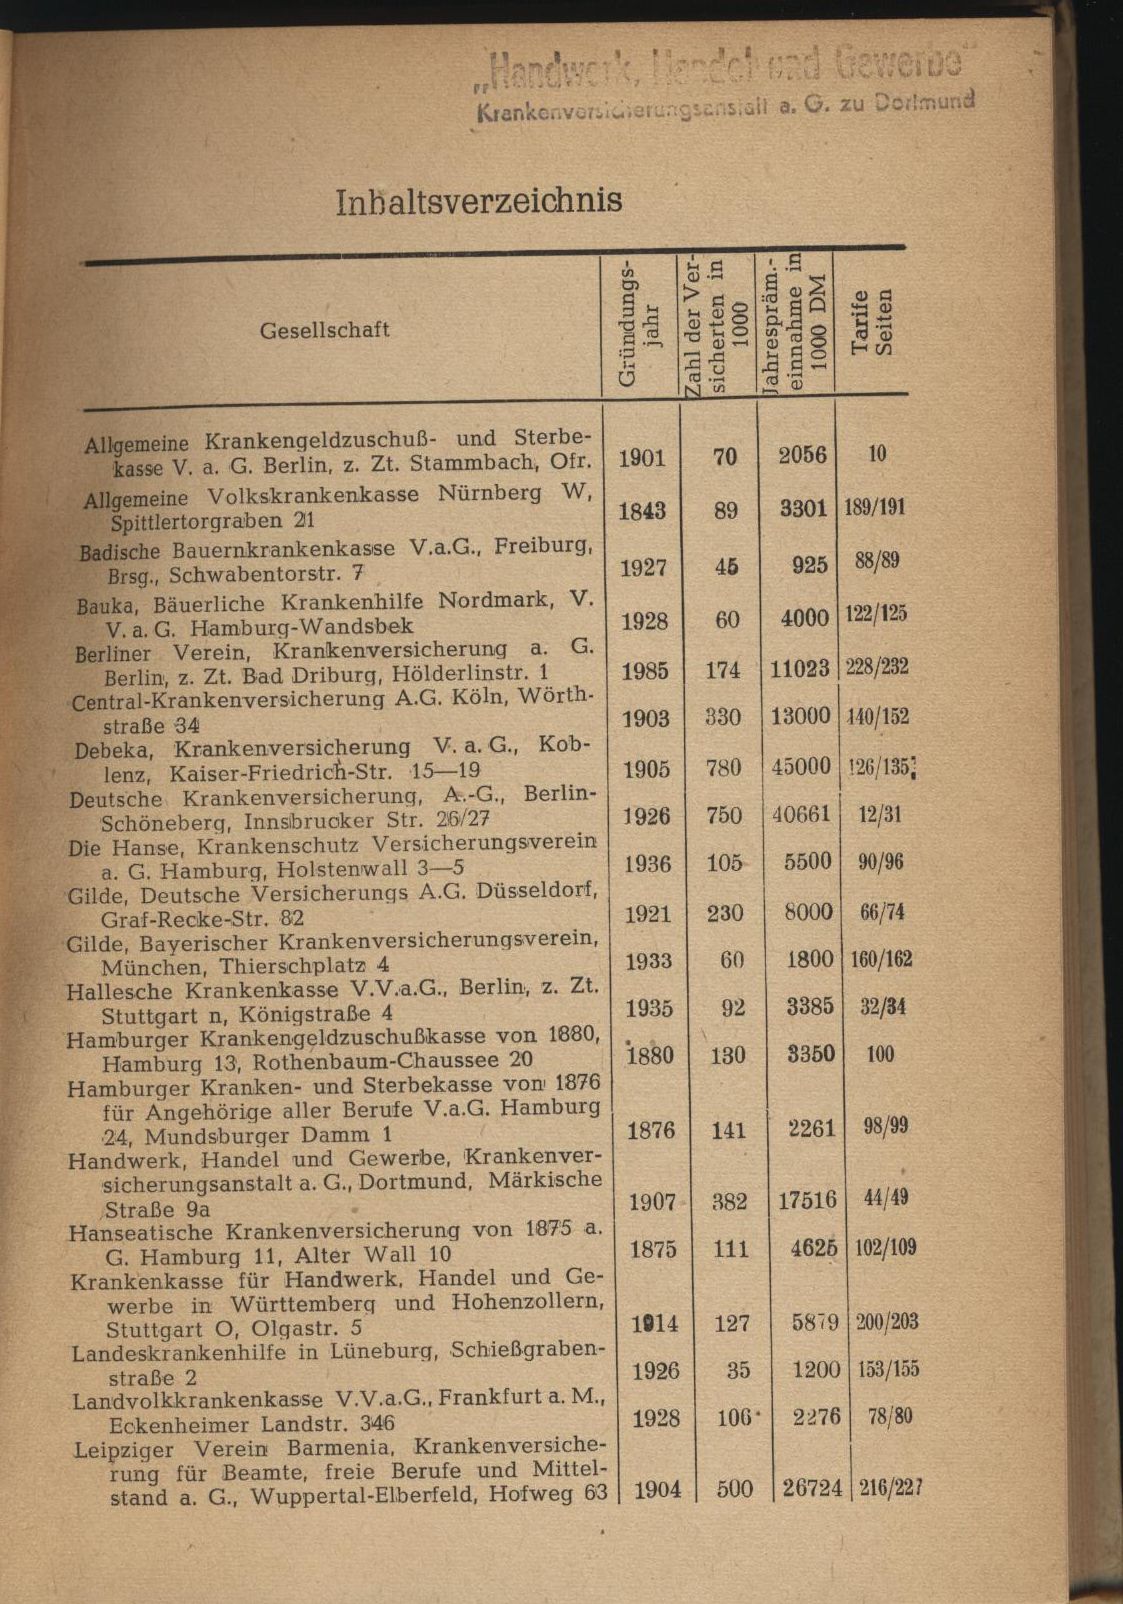 „Handwerk, Handel und Gewerbe“
Krankenversicherungsanstalt a. G. zu Dortmund
Inhaltsverzeichnis
Gesellschaft
Gründungs-
jahr
Zahl der Ver-
sicherten in
1000
Jahrespräm.-
einnahme in
1000 DM
Tarife
Seiten
Allgemeine Krankengeldzuschuß- und Sterbe-
kasse V. a. G. Berlin, z. Zt. Stammbach, Ofr. 1901 70 2056 10
Allgemeine Volkskrankenkasse Nürnberg W,
Spittlertorgraben 21 1843 89 3301 189/191
Badische Bauernkrankenkasse V.a.G., Freiburg,
Brsg., Schwabentorstr. 7 1927 45 925 88/89
Bauka, Bäuerliche Krankenhilfe Nordmark, V.
V. a. G. Hamburg-Wandsbek 1928 60 4000 122/125
Berliner Verein, Krankenversicherung a. G.
Berlin, z. Zt. Bad Driburg, Hölderlinstr. 1 1985 174 11023 228/232
Central-Krankenversicherung A.G. Köln, Wörth-
straße 34 1903 330 13000 140/152
Debeka, Krankenversicherung V. a. G., Kob-
lenz, Kaiser-Friedrich-Str. 15—19 1905 780 45000 126/135
Deutsche Krankenversicherung, A.-G., Berlin-
Schöneberg, Innsbrucker Str. 26/27 1926 750 40661 12/31
Die Hanse, Krankenschutz Versicherungsverein
a. G. Hamburg, Holstenwall 3—5 1936 105 5500 90/96
Gilde, Deutsche Versicherungs A.G. Düsseldorf,
Graf-Recke-Str. 82 1921 230 8000 66/74
Gilde, Bayerischer Krankenversicherungsverein,
München, Thierschplatz 4 1933 60 1800 160/162
Hallesche Krankenkasse V.V.a.G., Berlin, z. Zt.
Stuttgart n, Königstraße 4 1935 92 3385 32/34
Hamburger Krankengeldzuschußkasse von 1880,
Hamburg 13, Rothenbaum-Chaussee 20 1880 130 3350 100
Hamburger Kranken- und Sterbekasse von 1876
für Angehörige aller Berufe V.a.G. Hamburg
24, Mundsburger Damm 1 1876 141 2261 98/99
Handwerk, Handel und Gewerbe, Krankenver-
sicherungsanstalt a. G., Dortmund, Märkische
Straße 9a 1907 382 17516 44/49
Hanseatische Krankenversicherung von 1875 a.
G. Hamburg 11, Alter Wall 10 1875 111 4625 102/109
Krankenkasse für Handwerk, Handel und Ge-
werbe in Württemberg und Hohenzollern,
Stuttgart O, Olgastr. 5 1914 127 5879 200/203
Landeskrankenhilfe in Lüneburg, Schießgraben-
straße 2 1926 35 1200 153/155
Landvolkkrankenkasse V.V.a.G., Frankfurt a. M.,
Eckenheimer Landstr. 346 1928 106 2276 78/80
Leipziger Verein Barmenia, Krankenversiche-
rung für Beamte, freie Berufe und Mittel-
stand a. G., Wuppertal-Elberfeld, Hofweg 63 1904 500 26724 216/227